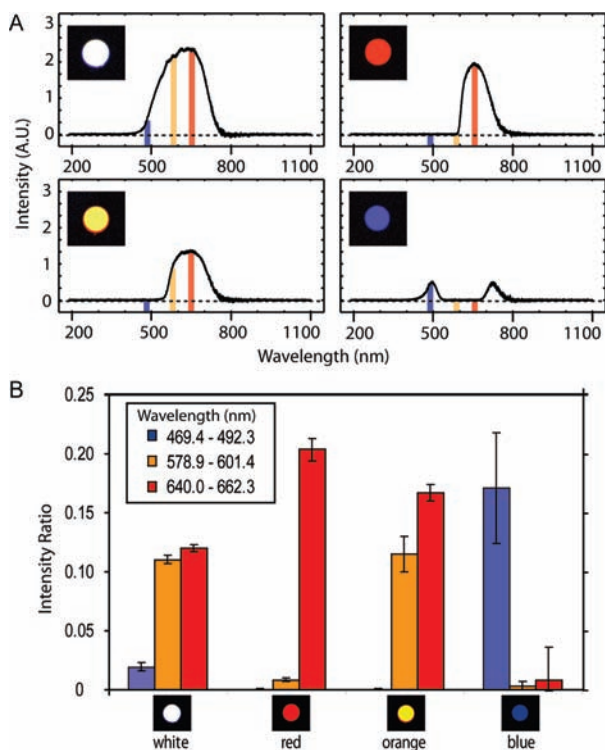 A
Intensity (A.U.)
3
2
1
0
200 500 800 1100
200 500 800 1100
3
2
1
0
200 500 800 1100
200 500 800 1100
Wavelength (nm)
B
Intensity Ratio
0.25
0.20
0.15
0.10
0.05
0
Wavelength (nm)
469.4 - 492.3
578.9 - 601.4
640.0 - 662.3
white red orange blue